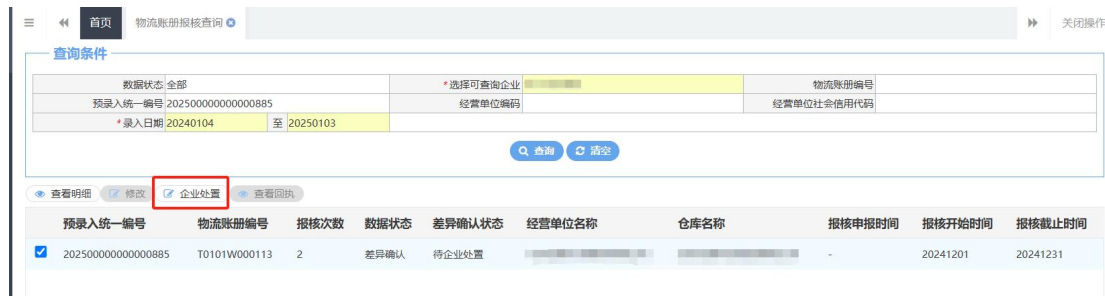 首页 物流账册报核查询 关闭操作
查询条件
数据状态 全部 *选择可查询企业 物流账册编号
预录入统一编号 202500000000000885 经营单位编码 经营单位社会信用代码
*录入日期 20240104 至 20250103
查询 清空
查看明细 修改 企业处置 查看回执
预录入统一编号 物流账册编号 报核次数 数据状态 差异确认状态 经营单位名称 仓库名称 报核申报时间 报核开始时间 报核截止时间
202500000000000885 T0101W000113 2 差异确认 待企业处置 - 20241201 20241231